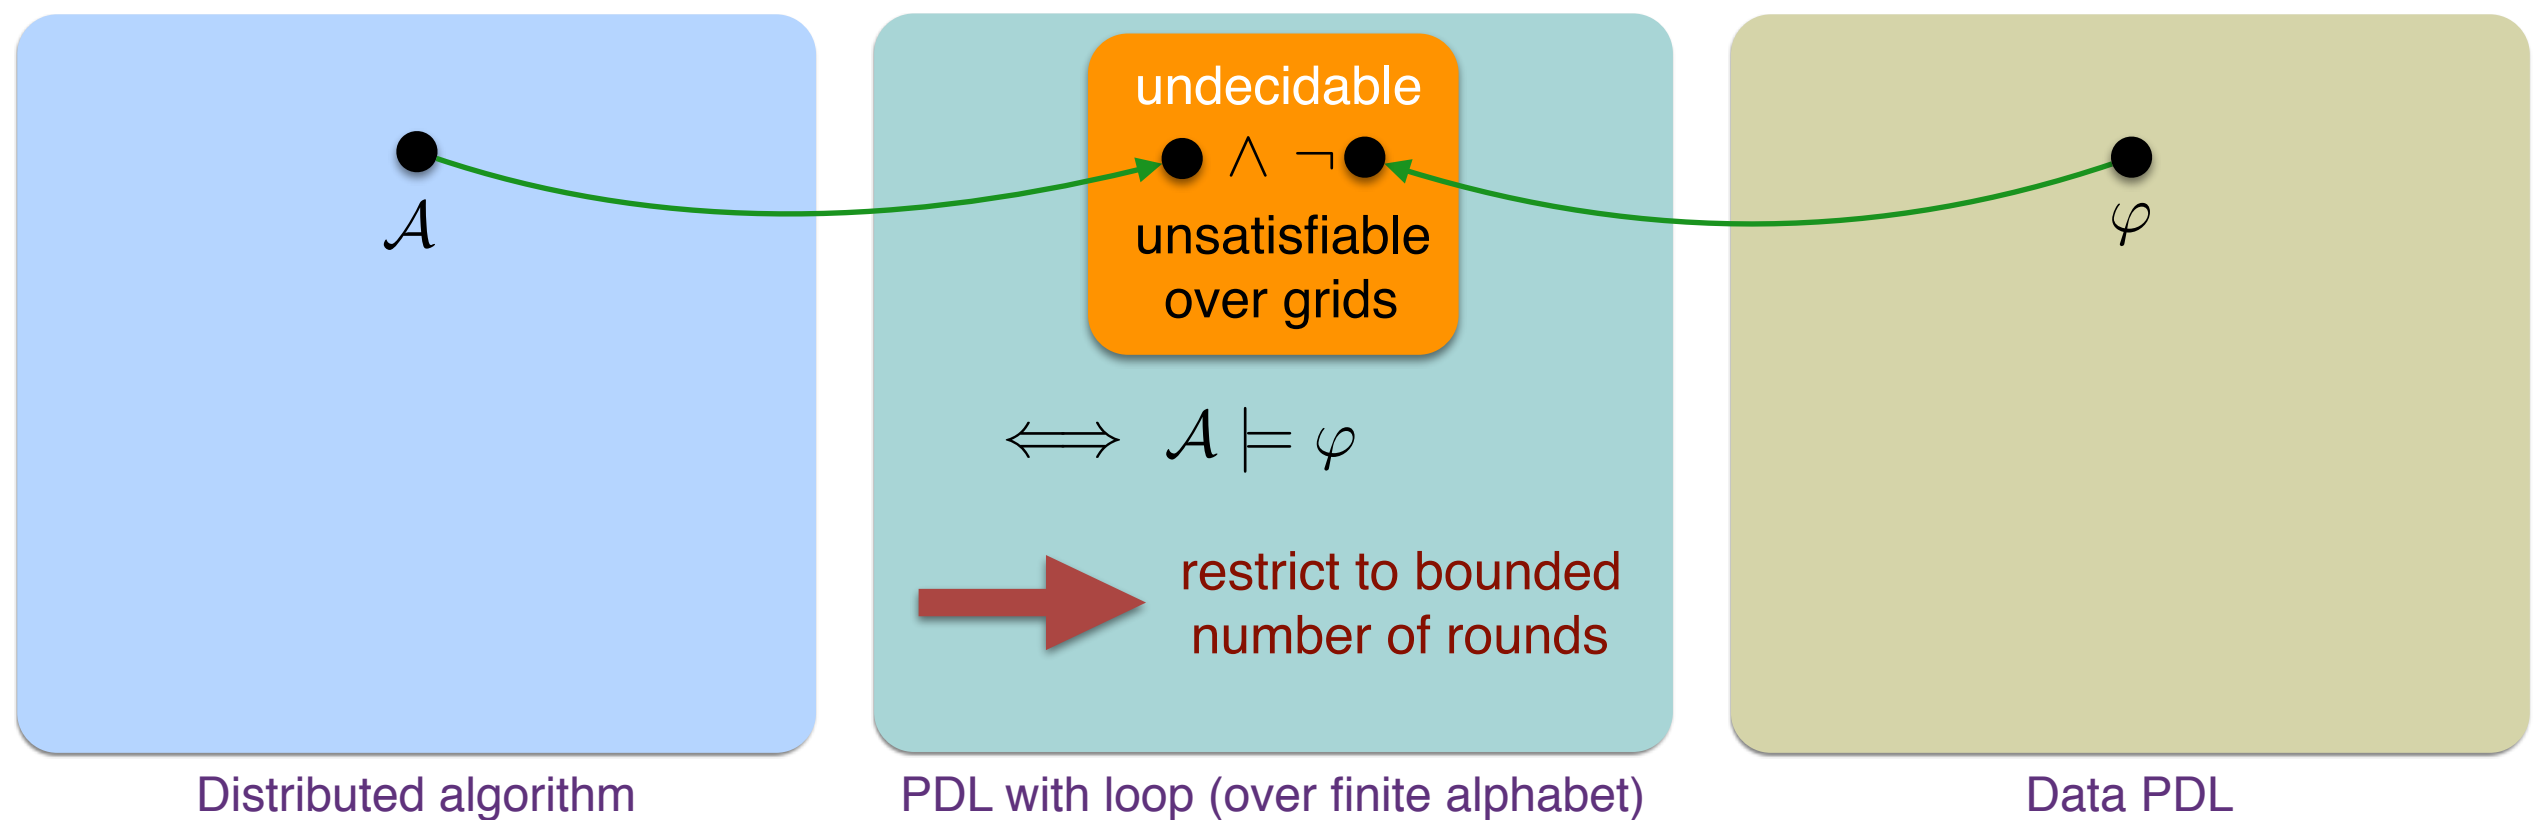 undecidable
∧ ¬
𝒜
unsatisfiable
over grids
φ
⟺ 𝒜 ⊨ φ
restrict to bounded
number of rounds
Distributed algorithm
PDL with loop (over finite alphabet)
Data PDL